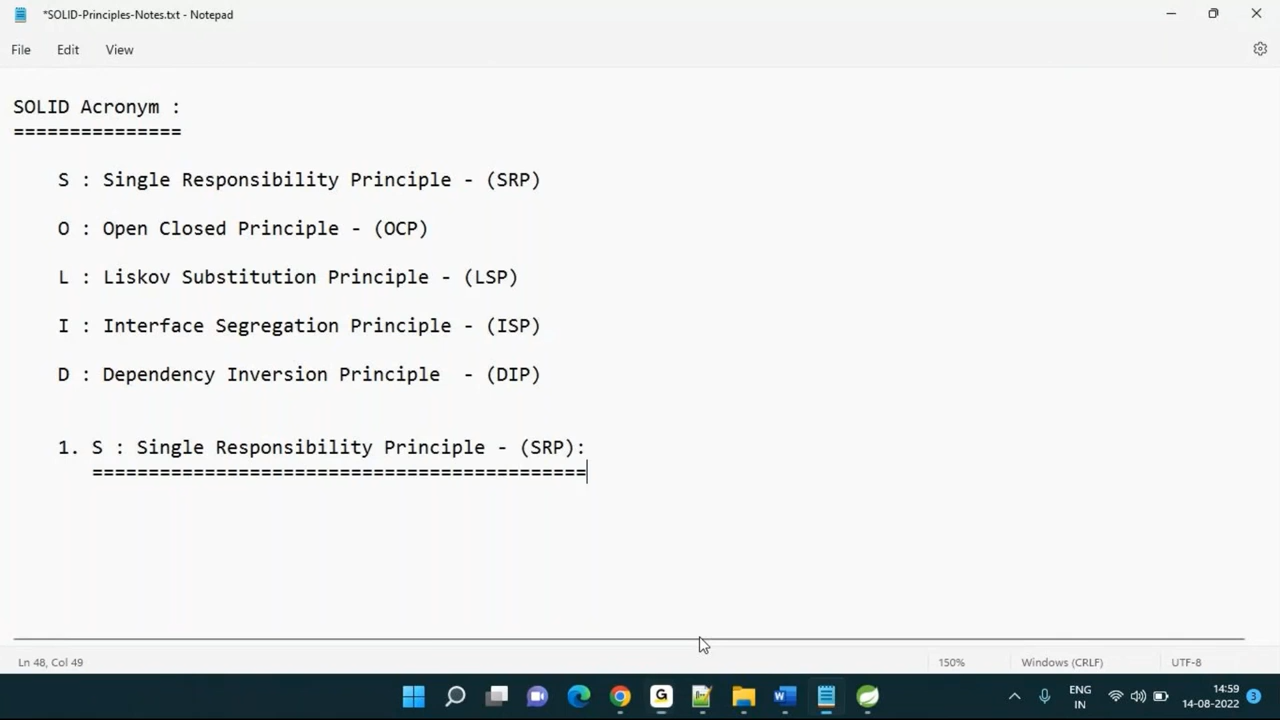 *SOLID-Principles-Notes.txt - Notepad
File Edit View
SOLID Acronym :
===============
S : Single Responsibility Principle - (SRP)
O : Open Closed Principle - (OCP)
L : Liskov Substitution Principle - (LSP)
I : Interface Segregation Principle - (ISP)
D : Dependency Inversion Principle  - (DIP)
1. S : Single Responsibility Principle - (SRP):
============================================
Ln 48, Col 49 150% Windows (CRLF) UTF-8
ENG 14:59
IN 14-08-2022 3